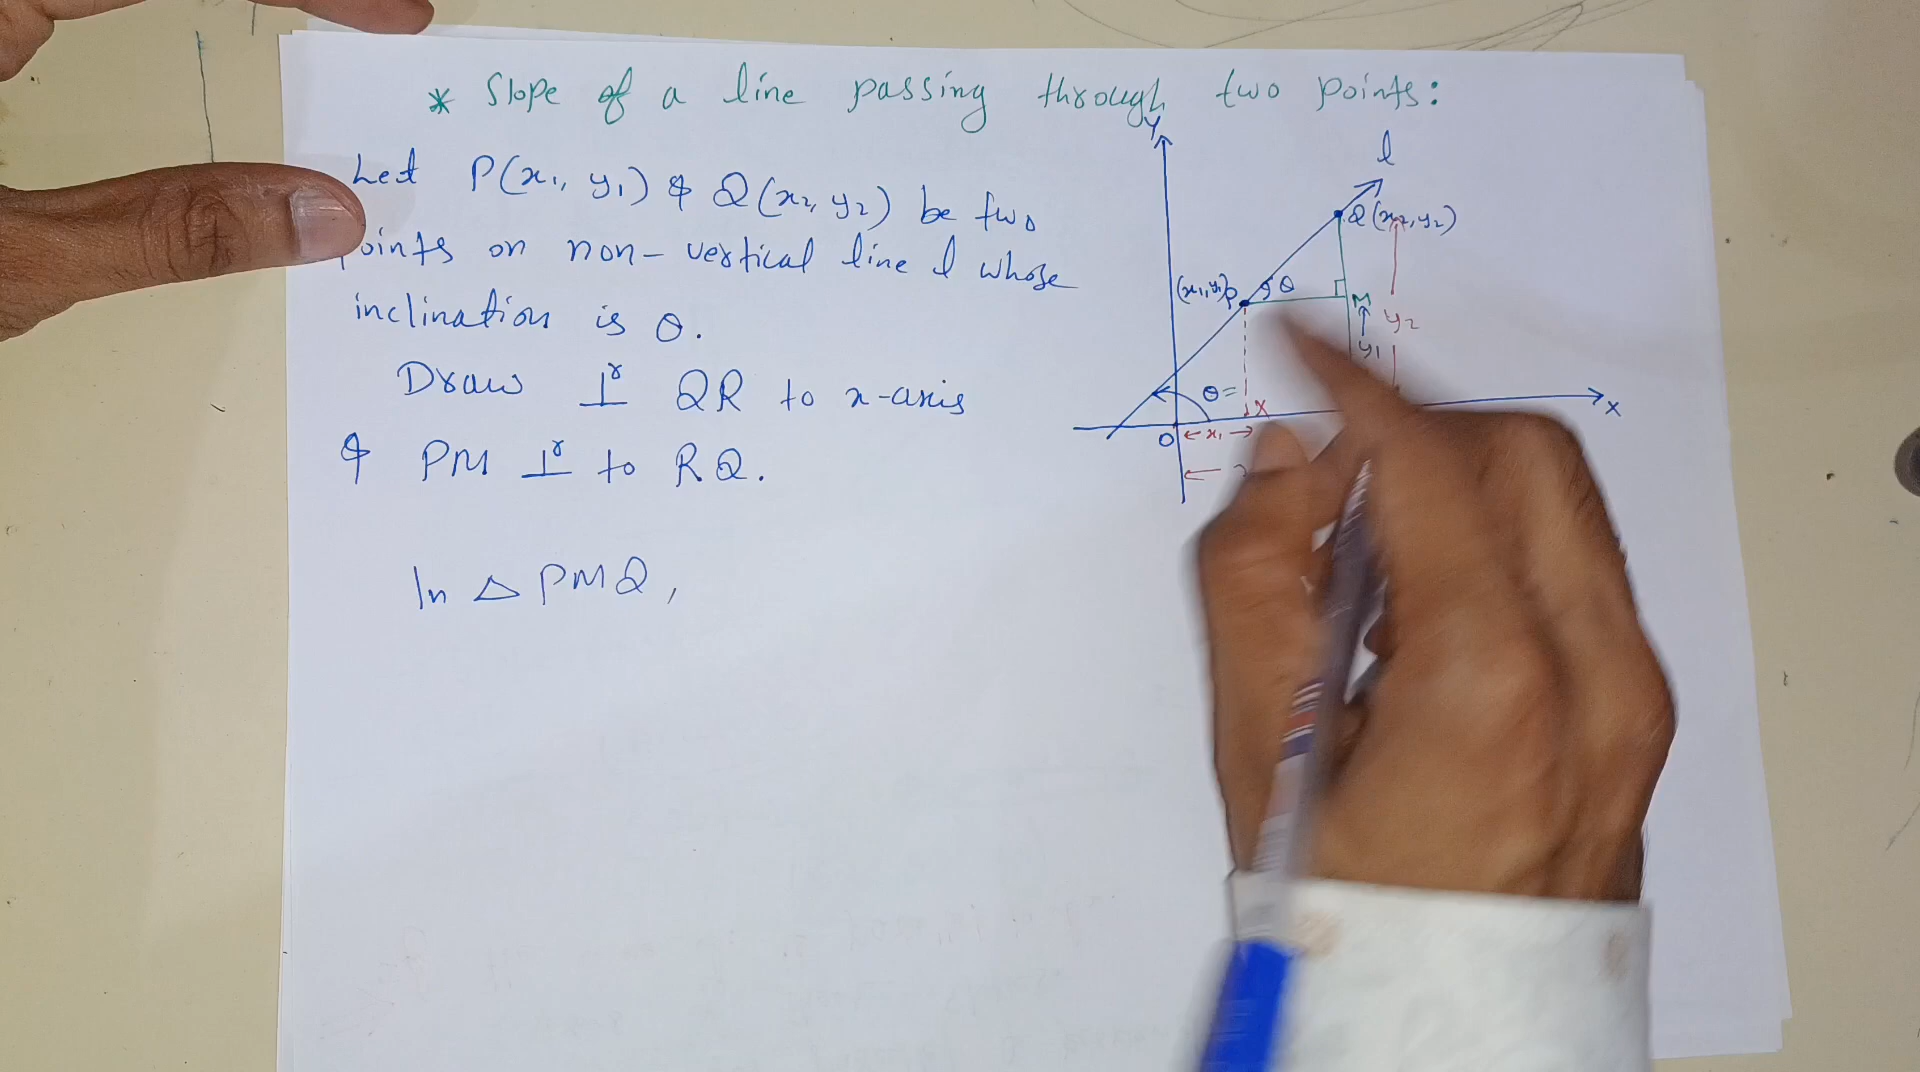 * Slope of a line passing through two points:
Let P(x₁, y₁) & Q(x₂, y₂) be two
points on non-vertical line l whose
inclination is θ.
Draw ⊥ʳ QR to x-axis
& PM ⊥ʳ to RQ.
In △ PMQ,
Y
l
Q(x₂,y₂)
(x₁,y₁)P θ
M
y₂
y₁
θ=
X
X
O
← x₁ →
←